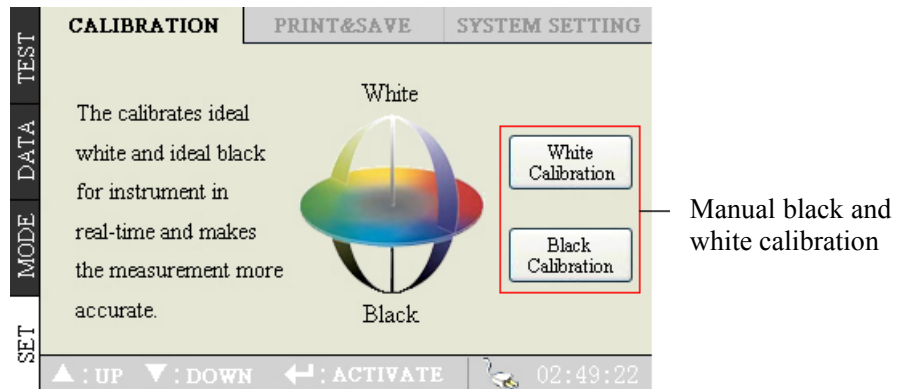 CALIBRATION PRINT&SAVE SYSTEM SETTING
TEST
DATA
MODE
SET
The calibrates ideal
white and ideal black
for instrument in
real-time and makes
the measurement more
accurate.
White
Black
White
Calibration
Black
Calibration
Manual black and
white calibration
▲: UP ▼: DOWN ↵: ACTIVATE 02:49:22